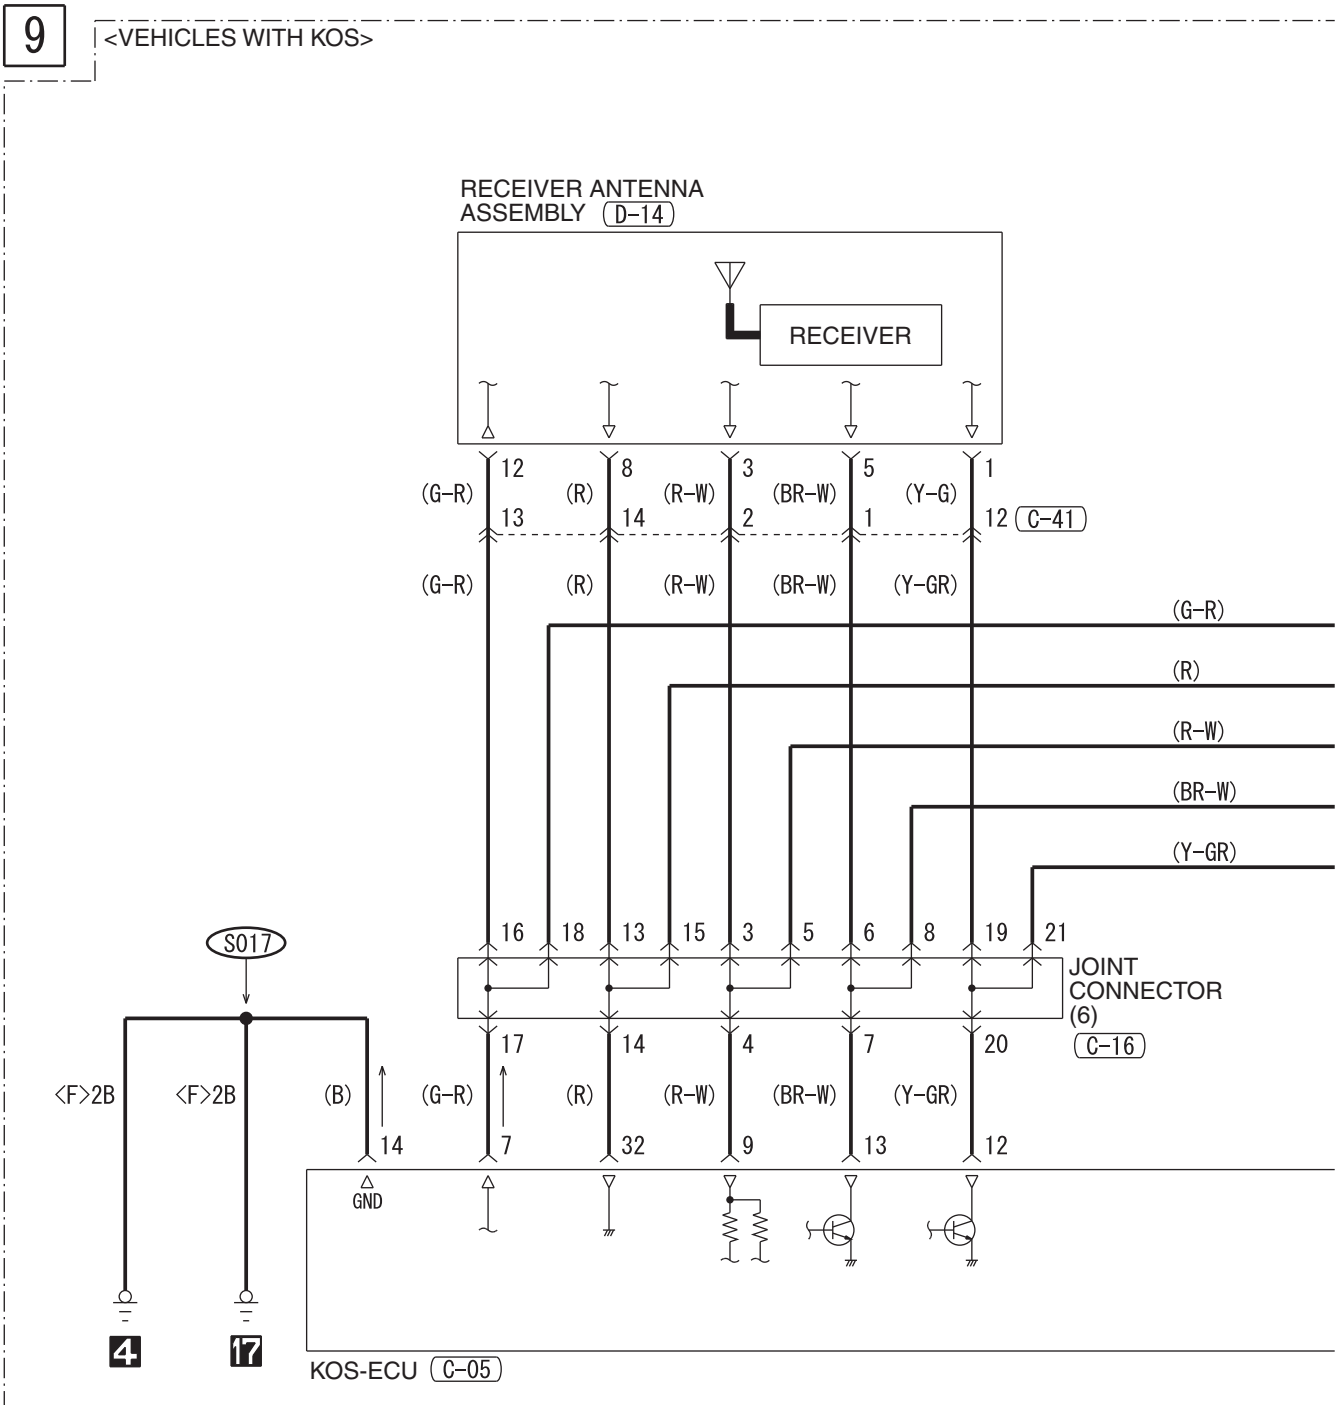 9
<VEHICLES WITH KOS>
RECEIVER ANTENNA
ASSEMBLY D-14
RECEIVER
12 8 3 5 1
(G-R) (R) (R-W) (BR-W) (Y-G)
13 14 2 1 12 C-41
(G-R) (R) (R-W) (BR-W) (Y-GR)
(G-R)
(R)
(R-W)
(BR-W)
(Y-GR)
S017
16 18 13 15 3 5 6 8 19 21
JOINT
CONNECTOR
(6)
C-16
17 14 4 7 20
<F>2B <F>2B (B) (G-R) (R) (R-W) (BR-W) (Y-GR)
14 7 32 9 13 12
GND
4 17
KOS-ECU C-05